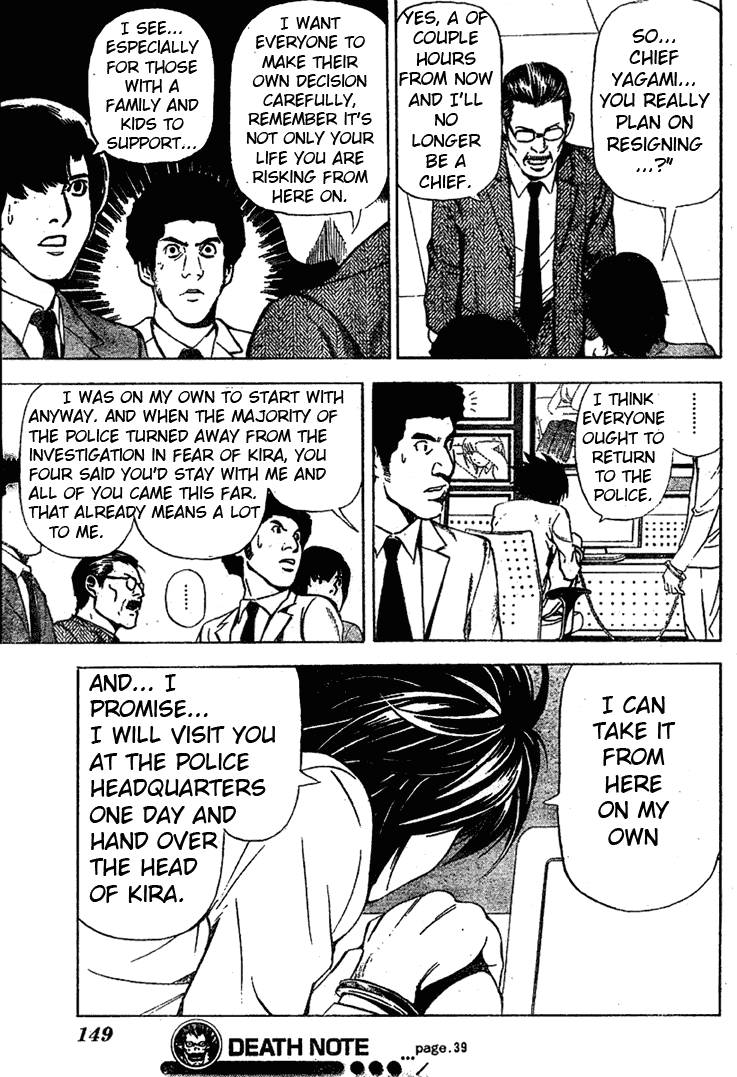 SO...
CHIEF
YAGAMI...
YOU REALLY
PLAN ON
RESIGNING
...?"
YES, A OF
COUPLE
HOURS
FROM NOW
AND I'LL
NO
LONGER
BE A
CHIEF.
I WANT
EVERYONE TO
MAKE THEIR
OWN DECISION
CAREFULLY,
REMEMBER IT'S
NOT ONLY YOUR
LIFE YOU ARE
RISKING FROM
HERE ON.
I SEE...
ESPECIALLY
FOR THOSE
WITH A
FAMILY AND
KIDS TO
SUPPORT...
......
I THINK
EVERYONE
OUGHT TO
RETURN
TO THE
POLICE.
I WAS ON MY OWN TO START WITH
ANYWAY. AND WHEN THE MAJORITY OF
THE POLICE TURNED AWAY FROM THE
INVESTIGATION IN FEAR OF KIRA, YOU
FOUR SAID YOU'D STAY WITH ME AND
ALL OF YOU CAME THIS FAR.
THAT ALREADY MEANS A LOT
TO ME.
......
I CAN
TAKE IT
FROM
HERE
ON MY
OWN
AND... I
PROMISE...
I WILL VISIT YOU
AT THE POLICE
HEADQUARTERS
ONE DAY AND
HAND OVER
THE HEAD
OF KIRA.
149
DEATH NOTE ...page.39